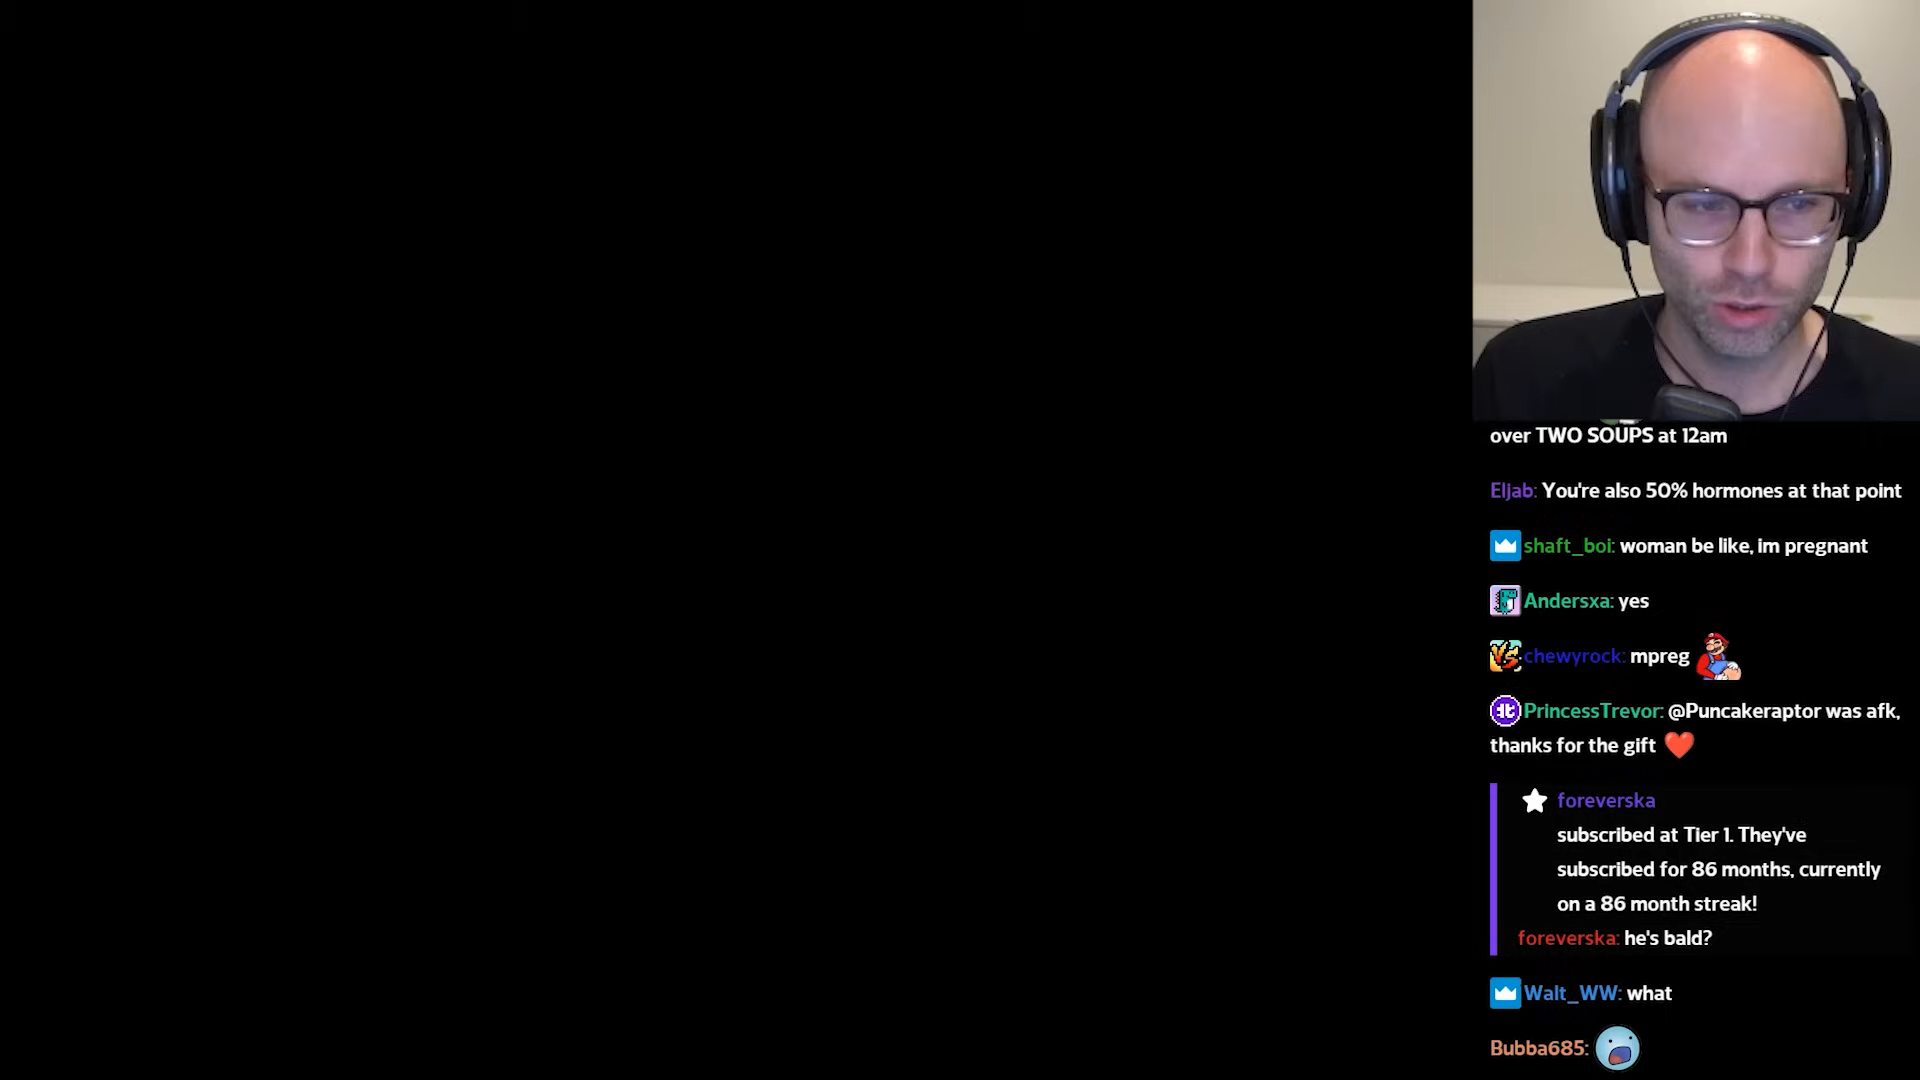 over TWO SOUPS at 12am
Eljab: You're also 50% hormones at that point
shaft_boi: woman be like, im pregnant
Andersxa: yes
chewyrock: mpreg
PrincessTrevor: @Puncakeraptor was afk,
thanks for the gift
foreverska
subscribed at Tier 1. They've
subscribed for 86 months, currently
on a 86 month streak!
foreverska: he's bald?
Walt_WW: what
Bubba685: